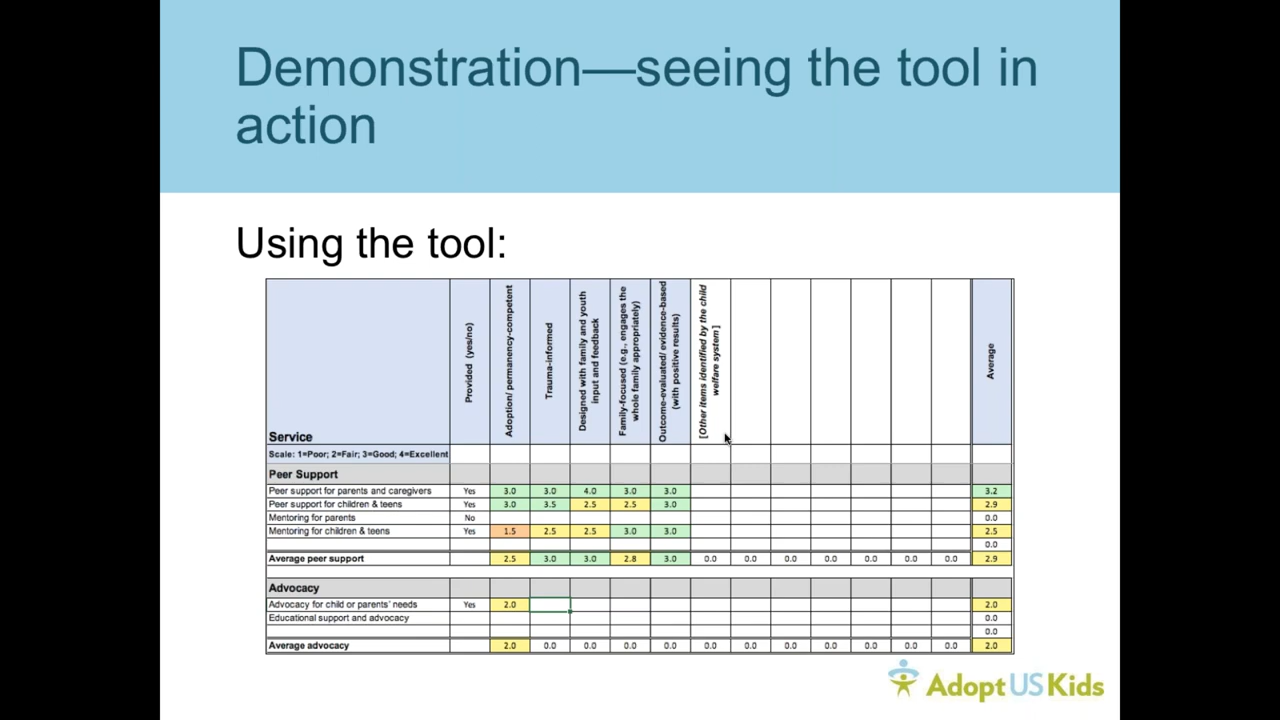 Demonstration—seeing the tool in
action
Using the tool:
Service
Provided (yes/no)
Adoption/ permanency-competent
Trauma-informed
Designed with family and youth
input and feedback
Family-focused (e.g., engages the
whole family appropriately)
Outcome-evaluated/ evidence-based
(with positive results)
[Other items identified by the child
welfare system]
Average
Scale: 1=Poor; 2=Fair; 3=Good; 4=Excellent
Peer Support
Peer support for parents and caregivers Yes 3.0 3.0 4.0 3.0 3.0 3.2
Peer support for children & teens Yes 3.0 3.5 2.5 2.5 3.0 2.9
Mentoring for parents No 0.0
Mentoring for children & teens Yes 1.5 2.5 2.5 3.0 3.0 2.5
0.0
Average peer support 2.5 3.0 3.0 2.8 3.0 0.0 0.0 0.0 0.0 0.0 0.0 0.0 2.9
Advocacy
Advocacy for child or parents' needs Yes 2.0 2.0
Educational support and advocacy 0.0
0.0
Average advocacy 2.0 0.0 0.0 0.0 0.0 0.0 0.0 0.0 0.0 0.0 0.0 0.0 2.0
AdoptUSKids